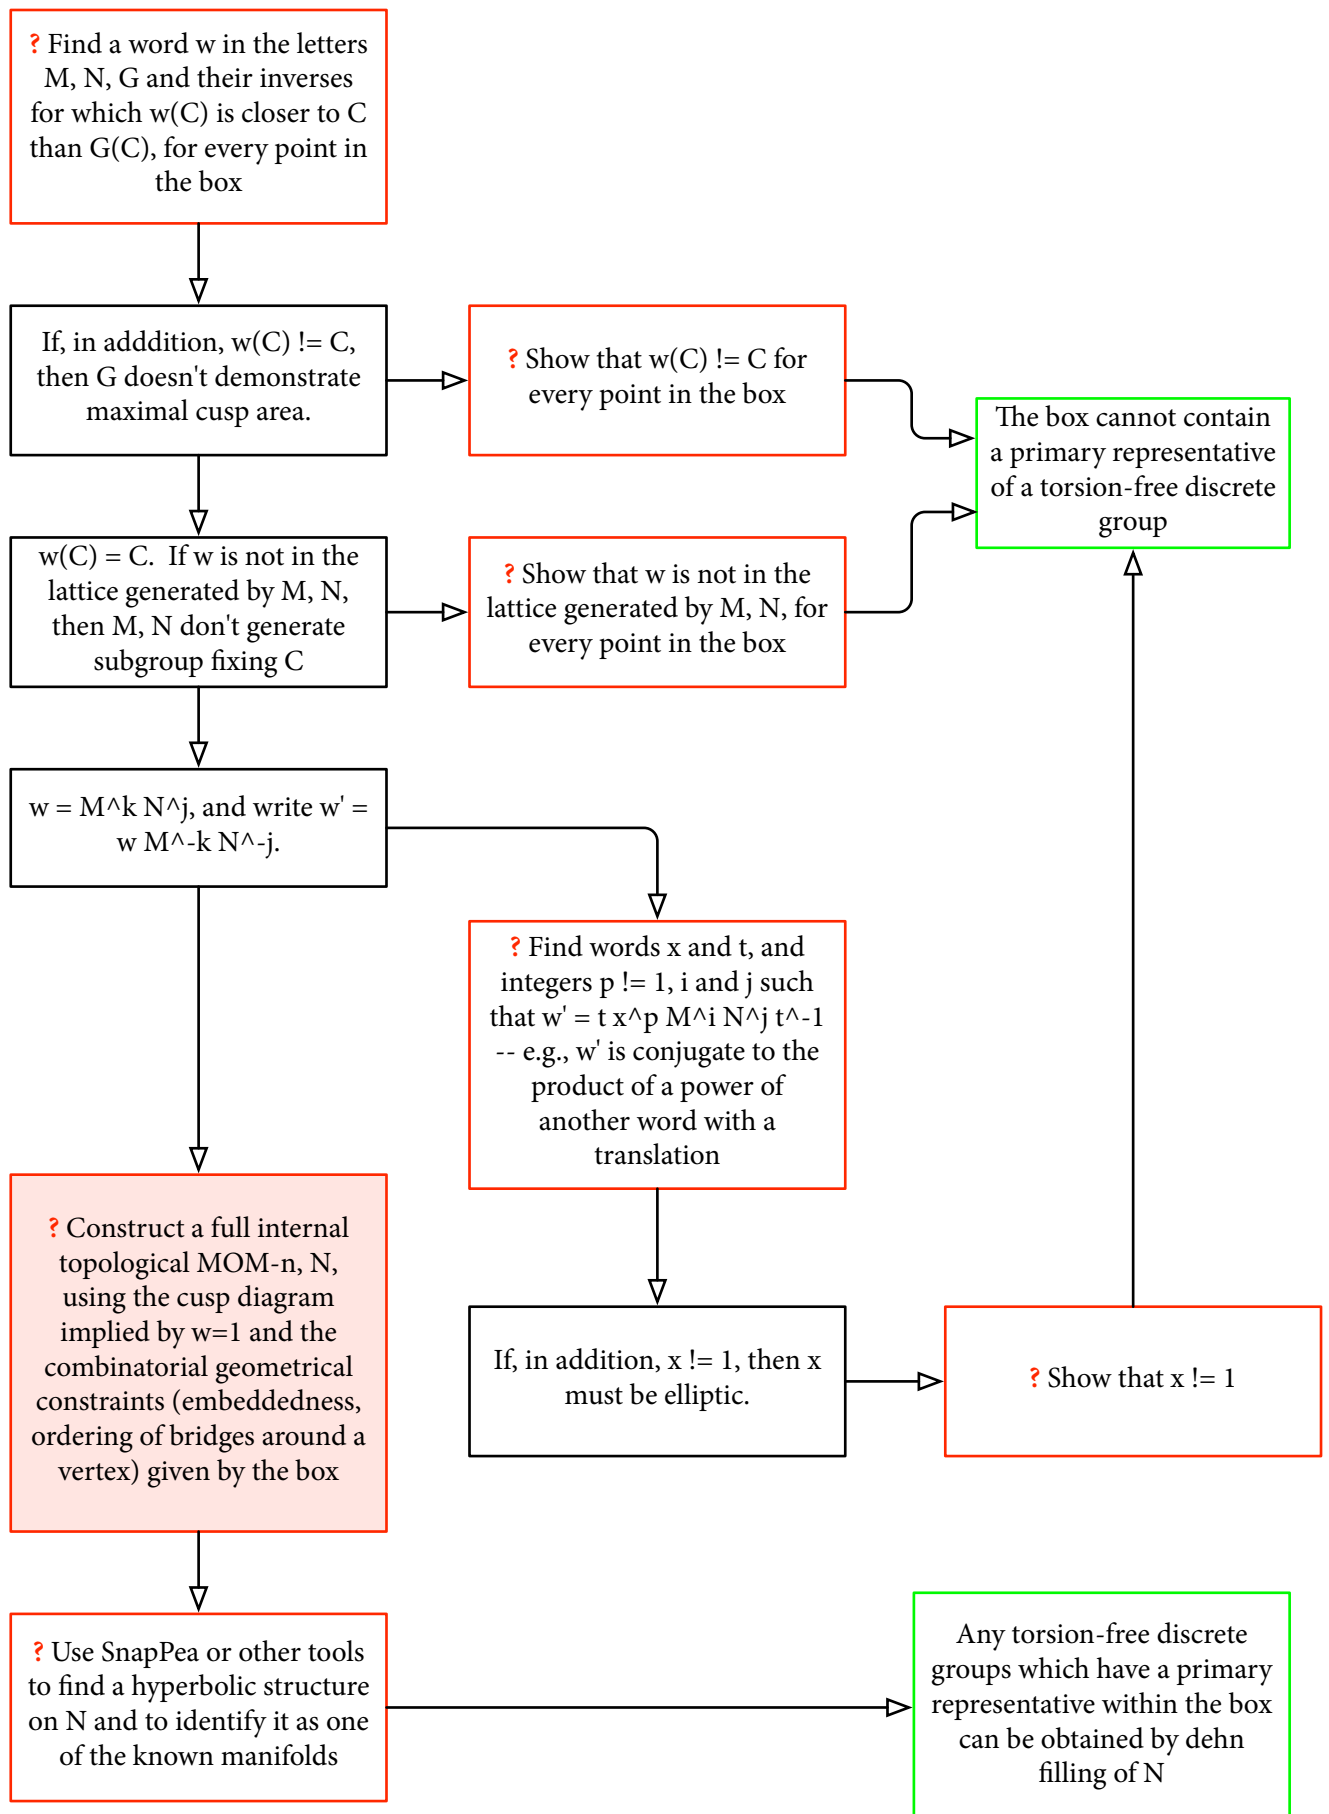 ? Find a word w in the letters
M, N, G and their inverses
for which w(C) is closer to C
than G(C), for every point in
the box
If, in adddition, w(C) != C,
then G doesn't demonstrate
maximal cusp area.
? Show that w(C) != C for
every point in the box
The box cannot contain
a primary representative
of a torsion-free discrete
group
w(C) = C.  If w is not in the
lattice generated by M, N,
then M, N don't generate
subgroup fixing C
? Show that w is not in the
lattice generated by M, N, for
every point in the box
w = M^k N^j, and write w' =
w M^-k N^-j.
? Find words x and t, and
integers p != 1, i and j such
that w' = t x^p M^i N^j t^-1
-- e.g., w' is conjugate to the
product of a power of
another word with a
translation
? Construct a full internal
topological MOM-n, N,
using the cusp diagram
implied by w=1 and the
combinatorial geometrical
constraints (embeddedness,
ordering of bridges around a
vertex) given by the box
If, in addition, x != 1, then x
must be elliptic.
? Show that x != 1
? Use SnapPea or other tools
to find a hyperbolic structure
on N and to identify it as one
of the known manifolds
Any torsion-free discrete
groups which have a primary
representative within the box
can be obtained by dehn
filling of N